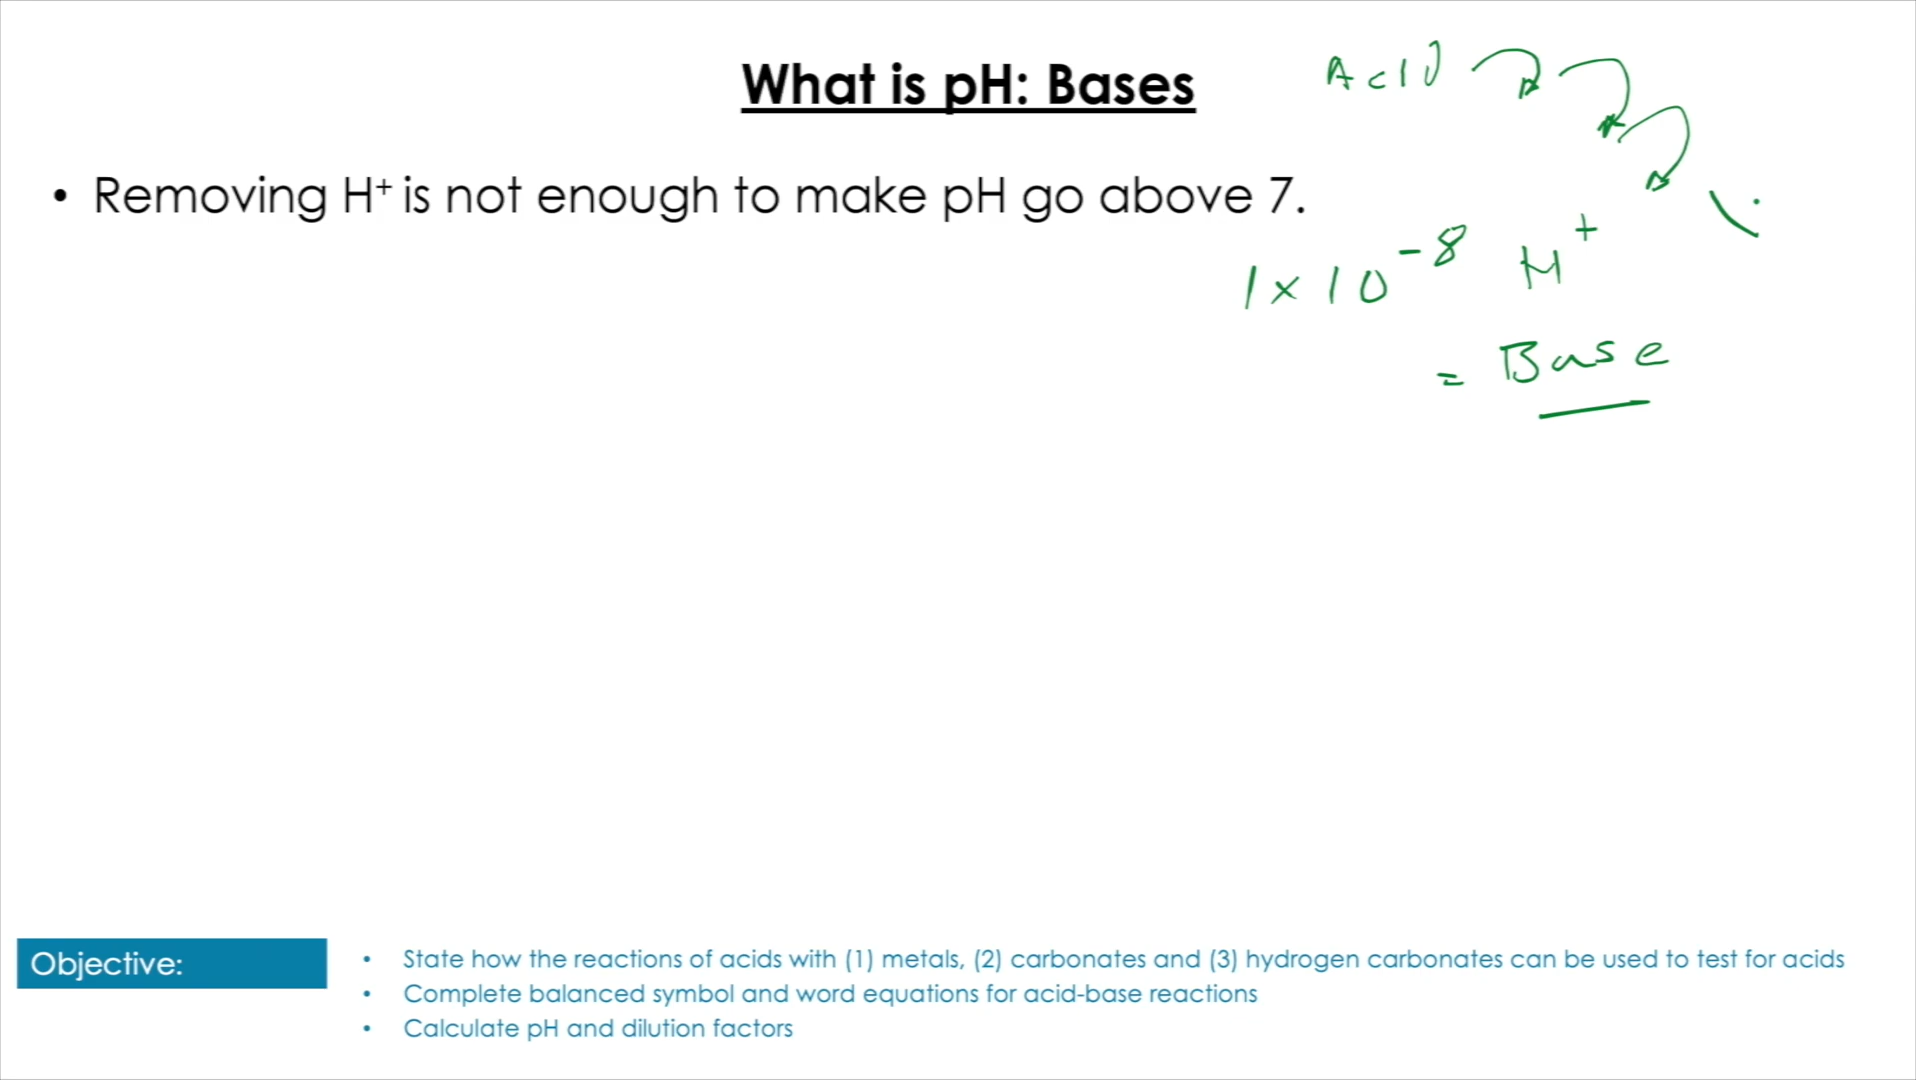 What is pH: Bases
Acid
• Removing H⁺ is not enough to make pH go above 7.
1 x 10⁻⁸ H⁺
= Base
Objective:
• State how the reactions of acids with (1) metals, (2) carbonates and (3) hydrogen carbonates can be used to test for acids
• Complete balanced symbol and word equations for acid-base reactions
• Calculate pH and dilution factors